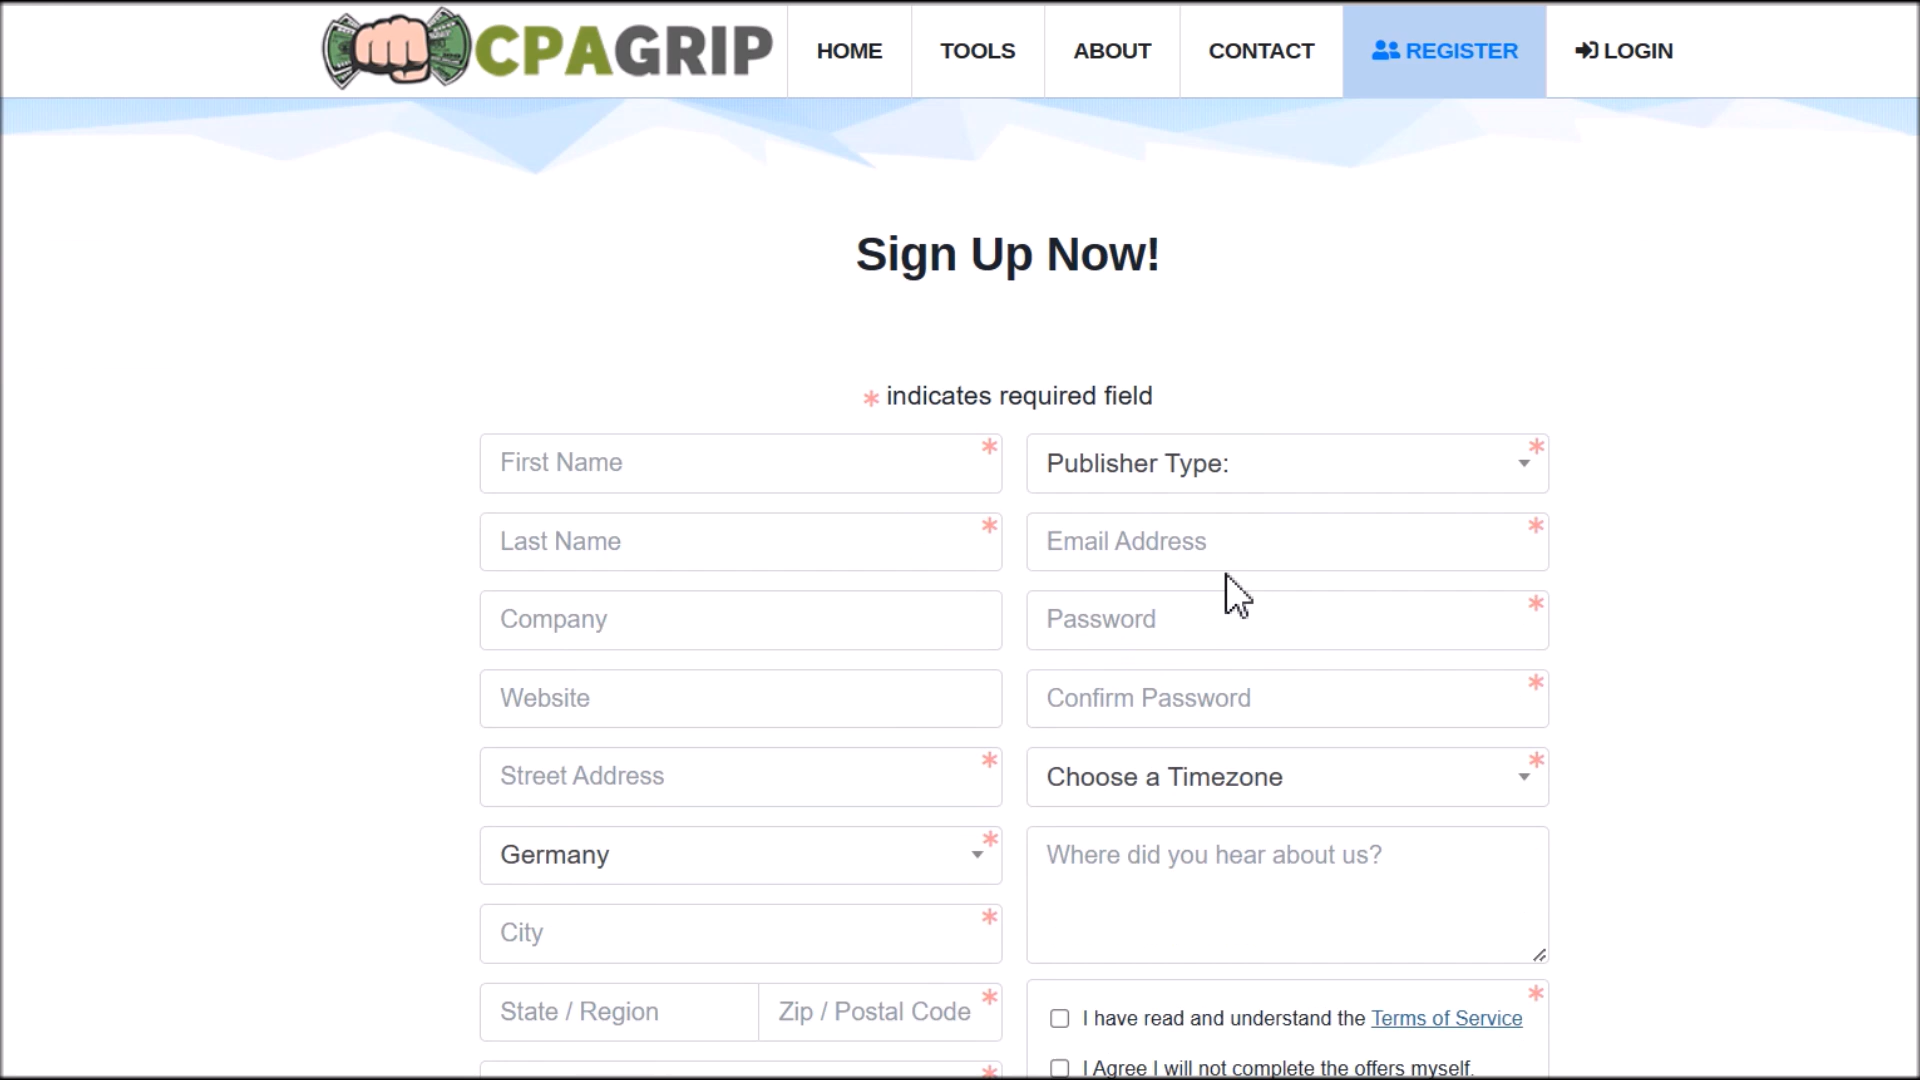 CPAGRIP
HOME
TOOLS
ABOUT
CONTACT
REGISTER
LOGIN
Sign Up Now!
* indicates required field
First Name *
Publisher Type: *
Last Name *
Email Address *
Company
Password *
Website
Confirm Password *
Street Address *
Choose a Timezone *
Germany *
Where did you hear about us?
City *
State / Region
Zip / Postal Code *
*
I have read and understand the Terms of Service
I Agree I will not complete the offers myself.
*